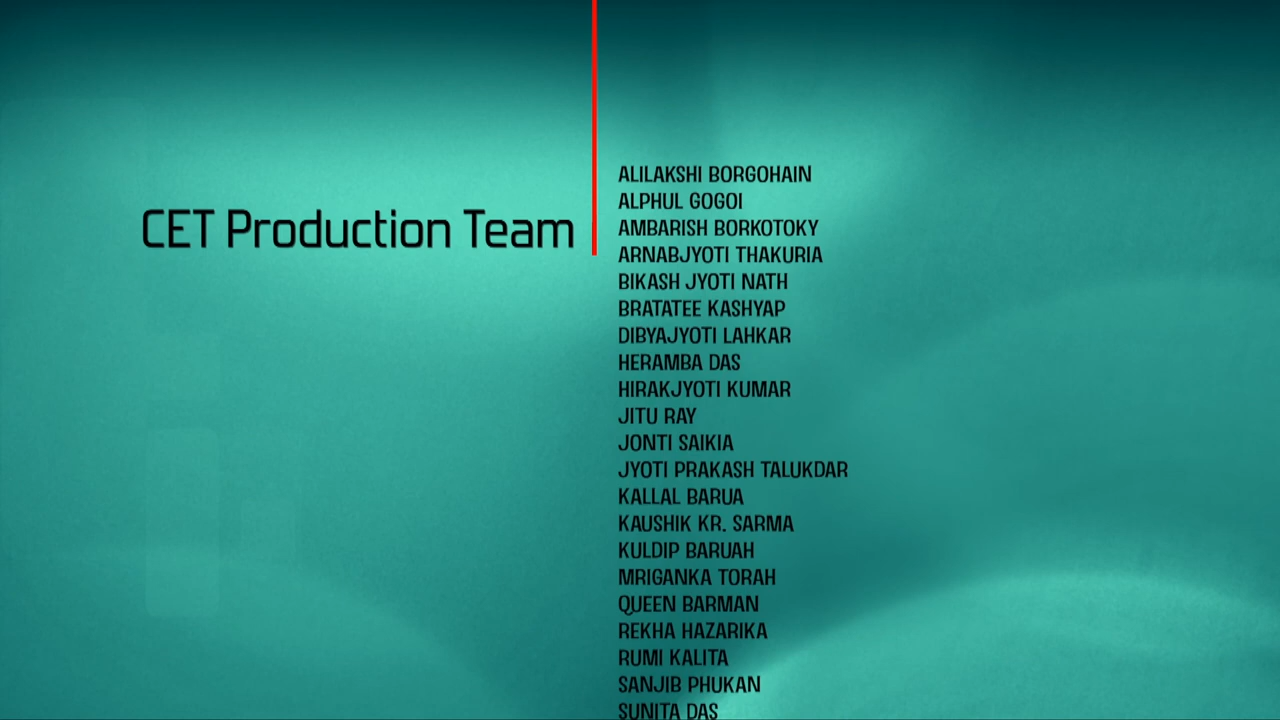 CET Production Team
ALILAKSHI BORGOHAIN
ALPHUL GOGOI
AMBARISH BORKOTOKY
ARNABJYOTI THAKURIA
BIKASH JYOTI NATH
BRATATEE KASHYAP
DIBYAJYOTI LAHKAR
HERAMBA DAS
HIRAKJYOTI KUMAR
JITU RAY
JONTI SAIKIA
JYOTI PRAKASH TALUKDAR
KALLAL BARUA
KAUSHIK KR. SARMA
KULDIP BARUAH
MRIGANKA TORAH
QUEEN BARMAN
REKHA HAZARIKA
RUMI KALITA
SANJIB PHUKAN
SUNITA DAS